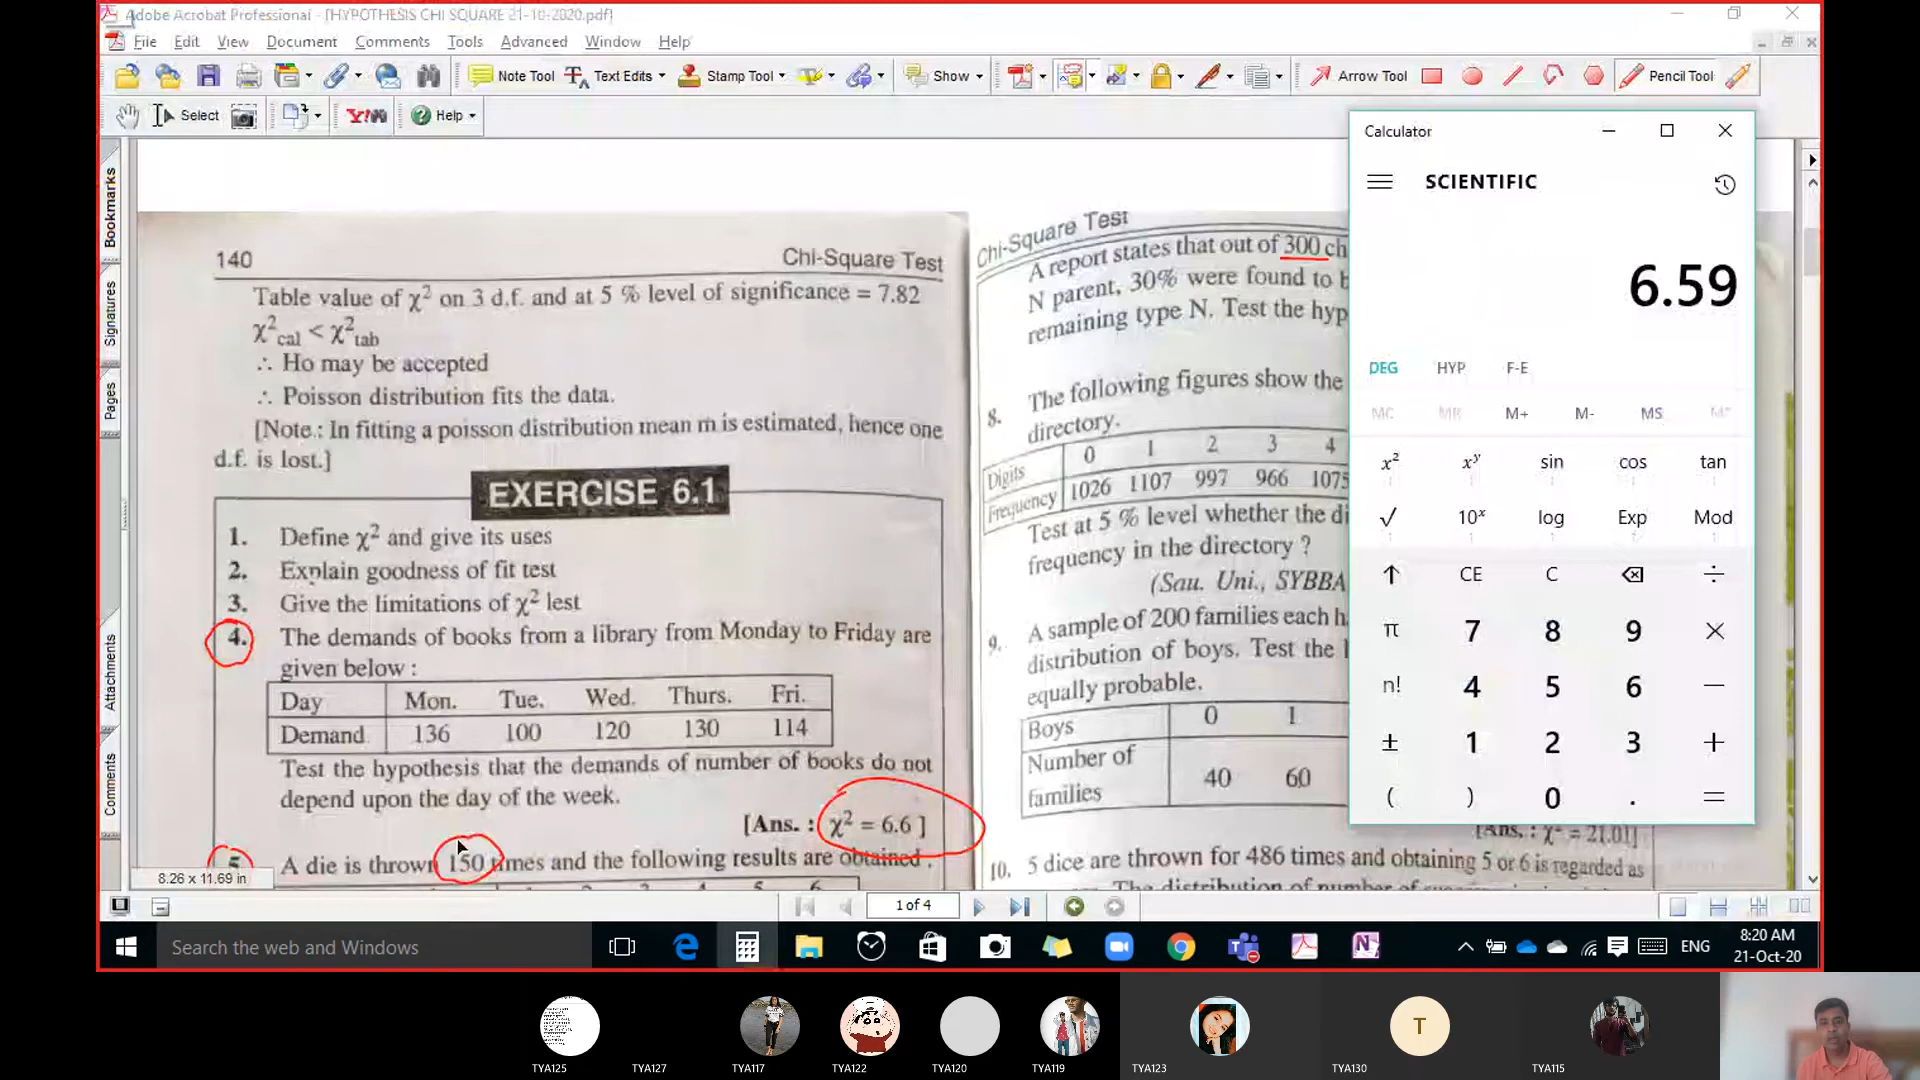 Adobe Acrobat Professional - [HYPOTHESIS CHI SQUARE 21-10-2020.pdf]
File Edit View Document Comments Tools Advanced Window Help
Note Tool Text Edits Stamp Tool Show Arrow Tool Pencil Tool
Select Y! Help
Bookmarks
Signatures
Pages
Attachments
Comments
140 Chi-Square Test
Table value of χ² on 3 d.f. and at 5 % level of significance = 7.82
χ²cal < χ²tab
∴ Ho may be accepted
∴ Poisson distribution fits the data.
[Note.: In fitting a poisson distribution mean m is estimated, hence one
d.f. is lost.]
EXERCISE 6.1
1. Define χ² and give its uses
2. Explain goodness of fit test
3. Give the limitations of χ² lest
4. The demands of books from a library from Monday to Friday are
given below :
Day Mon. Tue. Wed. Thurs. Fri.
Demand 136 100 120 130 114
Test the hypothesis that the demands of number of books do not
depend upon the day of the week.
[Ans. : χ² = 6.6 ]
5. A die is thrown 150 times and the following results are obtained.
Chi-Square Test
A report states that out of 300 ch
N parent, 30% were found to b
remaining type N. Test the hyp
8. The following figures show the
directory.
Digits 0 1 2 3 4
Frequency 1026 1107 997 966 1075
Test at 5 % level whether the di
frequency in the directory ?
(Sau. Uni., SYBBA
9. A sample of 200 families each h
distribution of boys. Test the
equally probable.
Boys 0 1
Number of
families 40 60
[Ans. : χ² = 21.01]
10. 5 dice are thrown for 486 times and obtaining 5 or 6 is regarded as
Calculator
SCIENTIFIC
6.59
DEG HYP F-E
MC MR M+ M- MS M
x² xʸ sin cos tan
√ 10ˣ log Exp Mod
↑ CE C ÷
π 7 8 9 ×
n! 4 5 6 −
± 1 2 3 +
( ) 0 . =
8.26 x 11.69 in
1 of 4
Search the web and Windows
ENG
8:20 AM
21-Oct-20
TYA125 TYA127 TYA117 TYA122 TYA120 TYA119 TYA123 T TYA130 TYA115